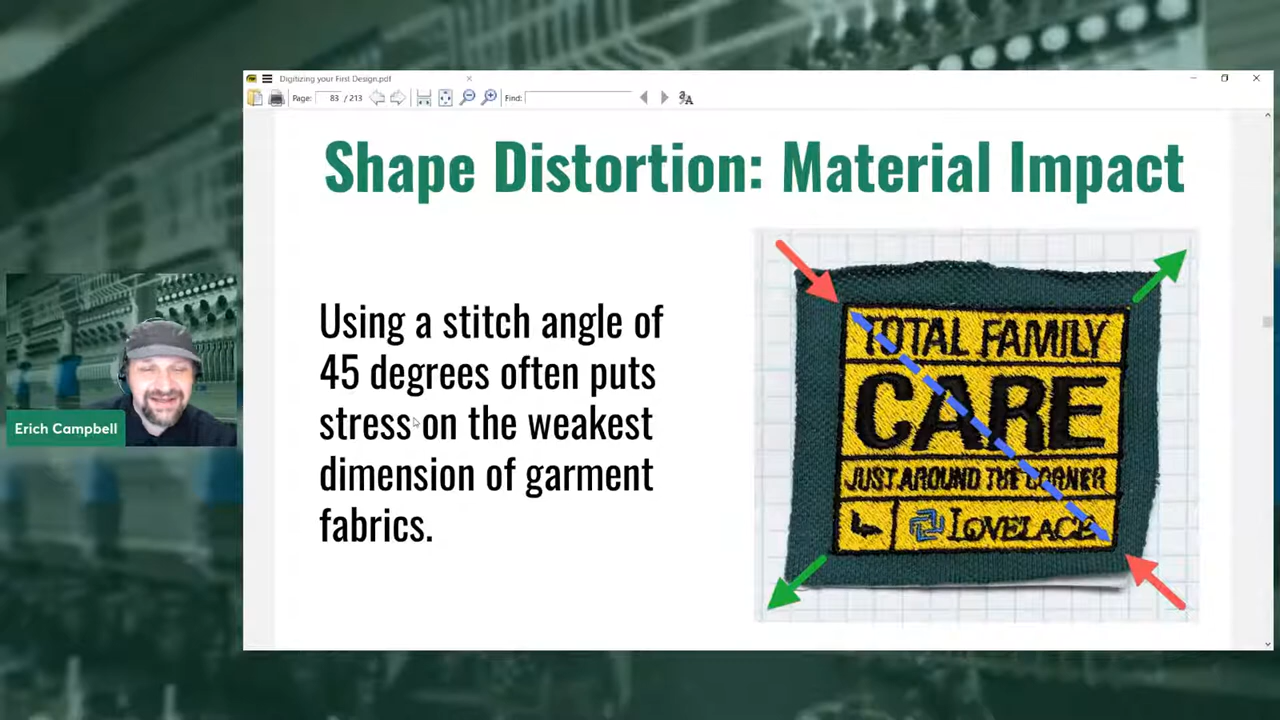 Digitizing your First Design.pdf
Page: 83 / 213
Find:
Shape Distortion: Material Impact
Using a stitch angle of
45 degrees often puts
stress on the weakest
dimension of garment
fabrics.
TOTAL FAMILY
CARE
JUST AROUND THE CORNER
LOVELACE
Erich Campbell